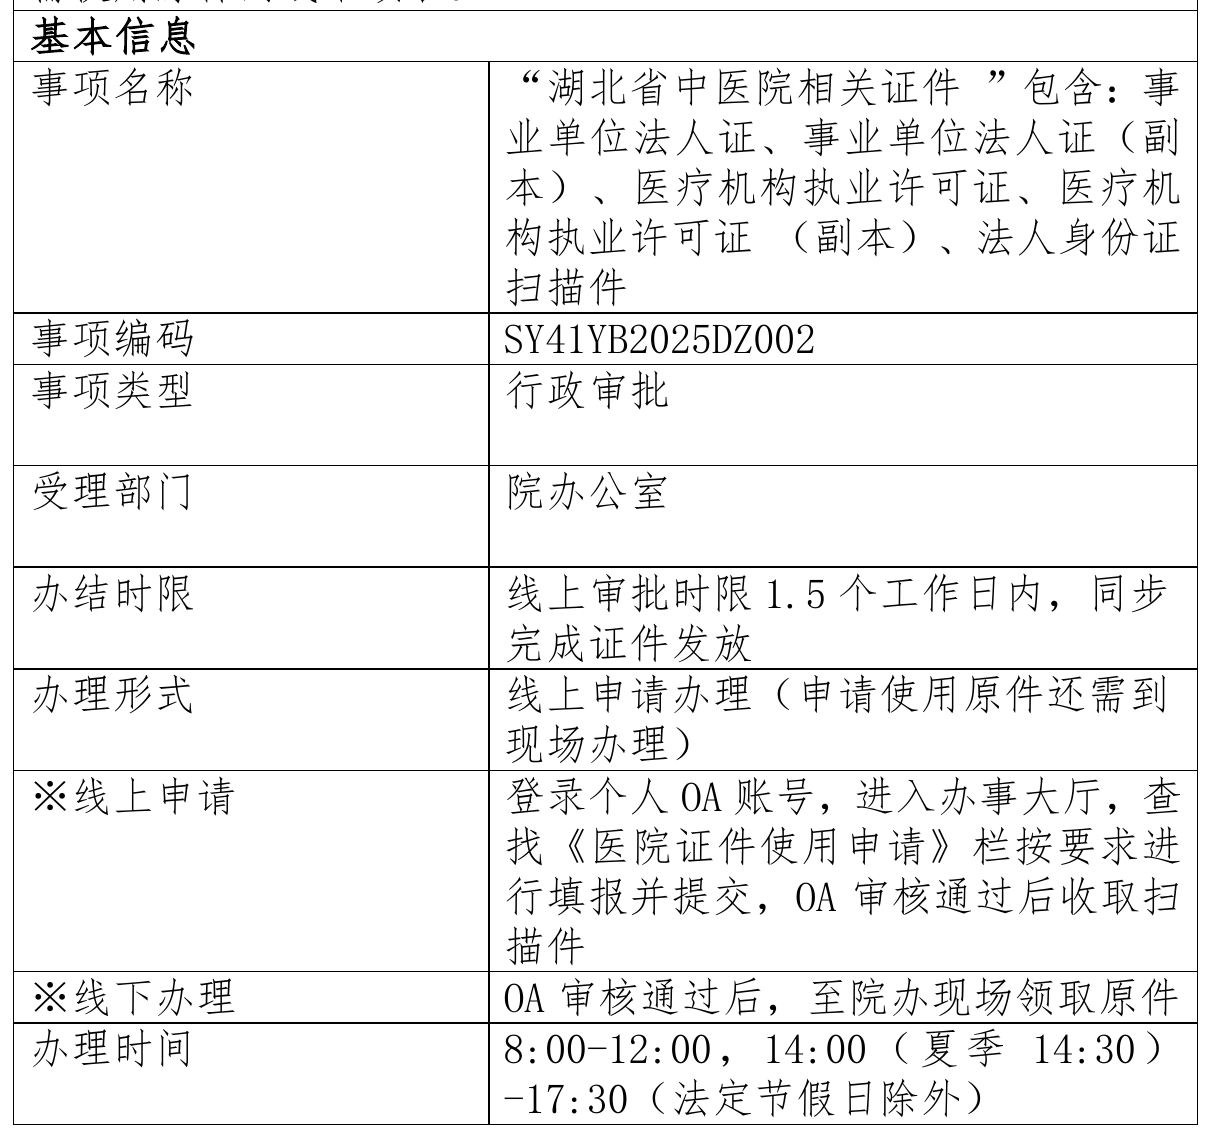 基本信息
事项名称
“湖北省中医院相关证件 ”包含：事
业单位法人证、事业单位法人证（副
本）、医疗机构执业许可证、医疗机
构执业许可证 （副本）、法人身份证
扫描件
事项编码
SY41YB2025DZ002
事项类型
行政审批
受理部门
院办公室
办结时限
线上审批时限 1.5 个工作日内，同步
完成证件发放
办理形式
线上申请办理（申请使用原件还需到
现场办理）
※线上申请
登录个人 OA 账号，进入办事大厅，查
找《医院证件使用申请》栏按要求进
行填报并提交，OA 审核通过后收取扫
描件
※线下办理
OA 审核通过后，至院办现场领取原件
办理时间
8:00-12:00，14:00（夏季 14:30）
-17:30（法定节假日除外）